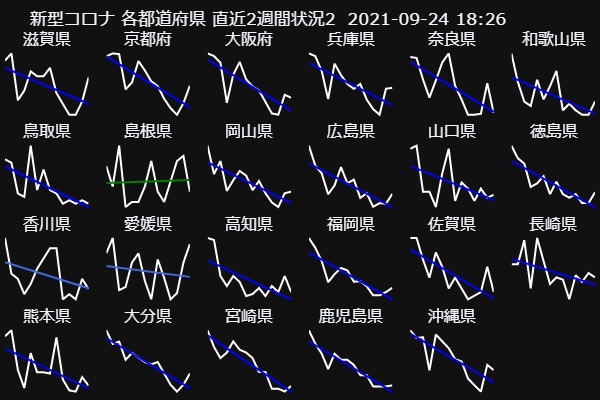 新型コロナ 各都道府県 直近2週間状況2 2021-09-24 18:26
滋賀県 京都府 大阪府 兵庫県 奈良県 和歌山県
鳥取県 島根県 岡山県 広島県 山口県 徳島県
香川県 愛媛県 高知県 福岡県 佐賀県 長崎県
熊本県 大分県 宮崎県 鹿児島県 沖縄県